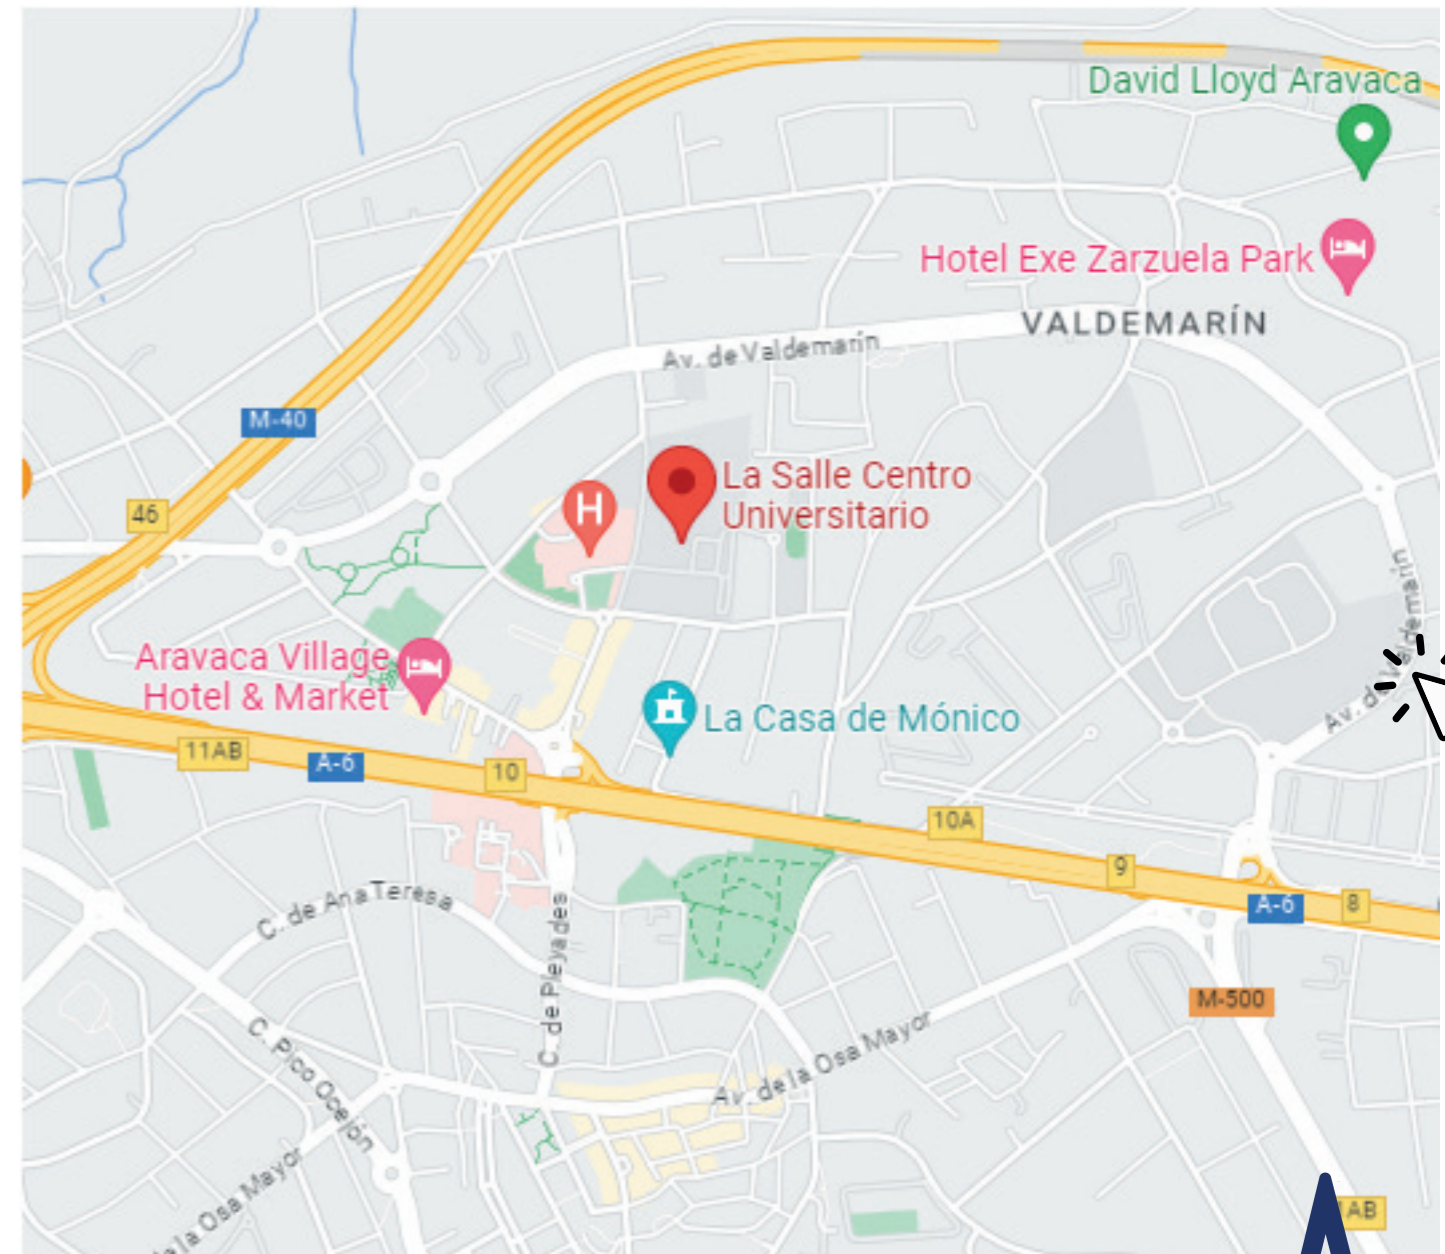 David Lloyd Aravaca
Hotel Exe Zarzuela Park
VALDEMARÍN
Av. de Valdemarín
M-40
La Salle Centro
Universitario
H
46
Av. de Valdemarín
Aravaca Village
Hotel & Market
La Casa de Mónico
11AB
A-6
10
10A
9
A-6
8
C. de Ana Teresa
C. de Pleyades
M-500
C. Pico Ocejón
Av. de la Osa Mayor
la Osa Mayor
AB